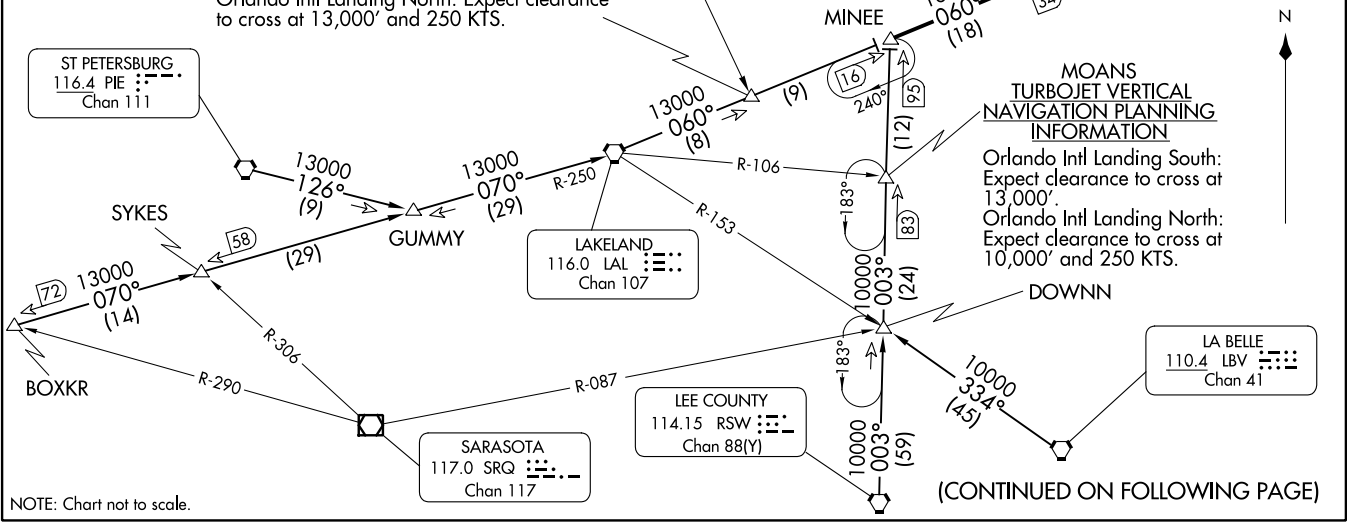 Orlando Intl Landing North: Expect clearance
to cross at 13,000' and 250 KTS.
MINEE
060°
(18)
N
ST PETERSBURG
116.4 PIE
Chan 111
16
240°
95
(9)
(12)
MOANS
TURBOJET VERTICAL
NAVIGATION PLANNING
INFORMATION
Orlando Intl Landing South:
Expect clearance to cross at
13,000'.
Orlando Intl Landing North:
Expect clearance to cross at
10,000' and 250 KTS.
13000
060°
(8)
13000
126°
(9)
13000
070°
(29)
R-250
R-106
R-153
183°
83
SYKES
58
(29)
GUMMY
LAKELAND
116.0 LAL
Chan 107
10000
003°
(24)
DOWNN
72
13000
070°
(14)
BOXKR
R-306
R-290
R-087
183°
10000
334°
(45)
LA BELLE
110.4 LBV
Chan 41
LEE COUNTY
114.15 RSW
Chan 88(Y)
10000
003°
(59)
SARASOTA
117.0 SRQ
Chan 117
NOTE: Chart not to scale.
(CONTINUED ON FOLLOWING PAGE)